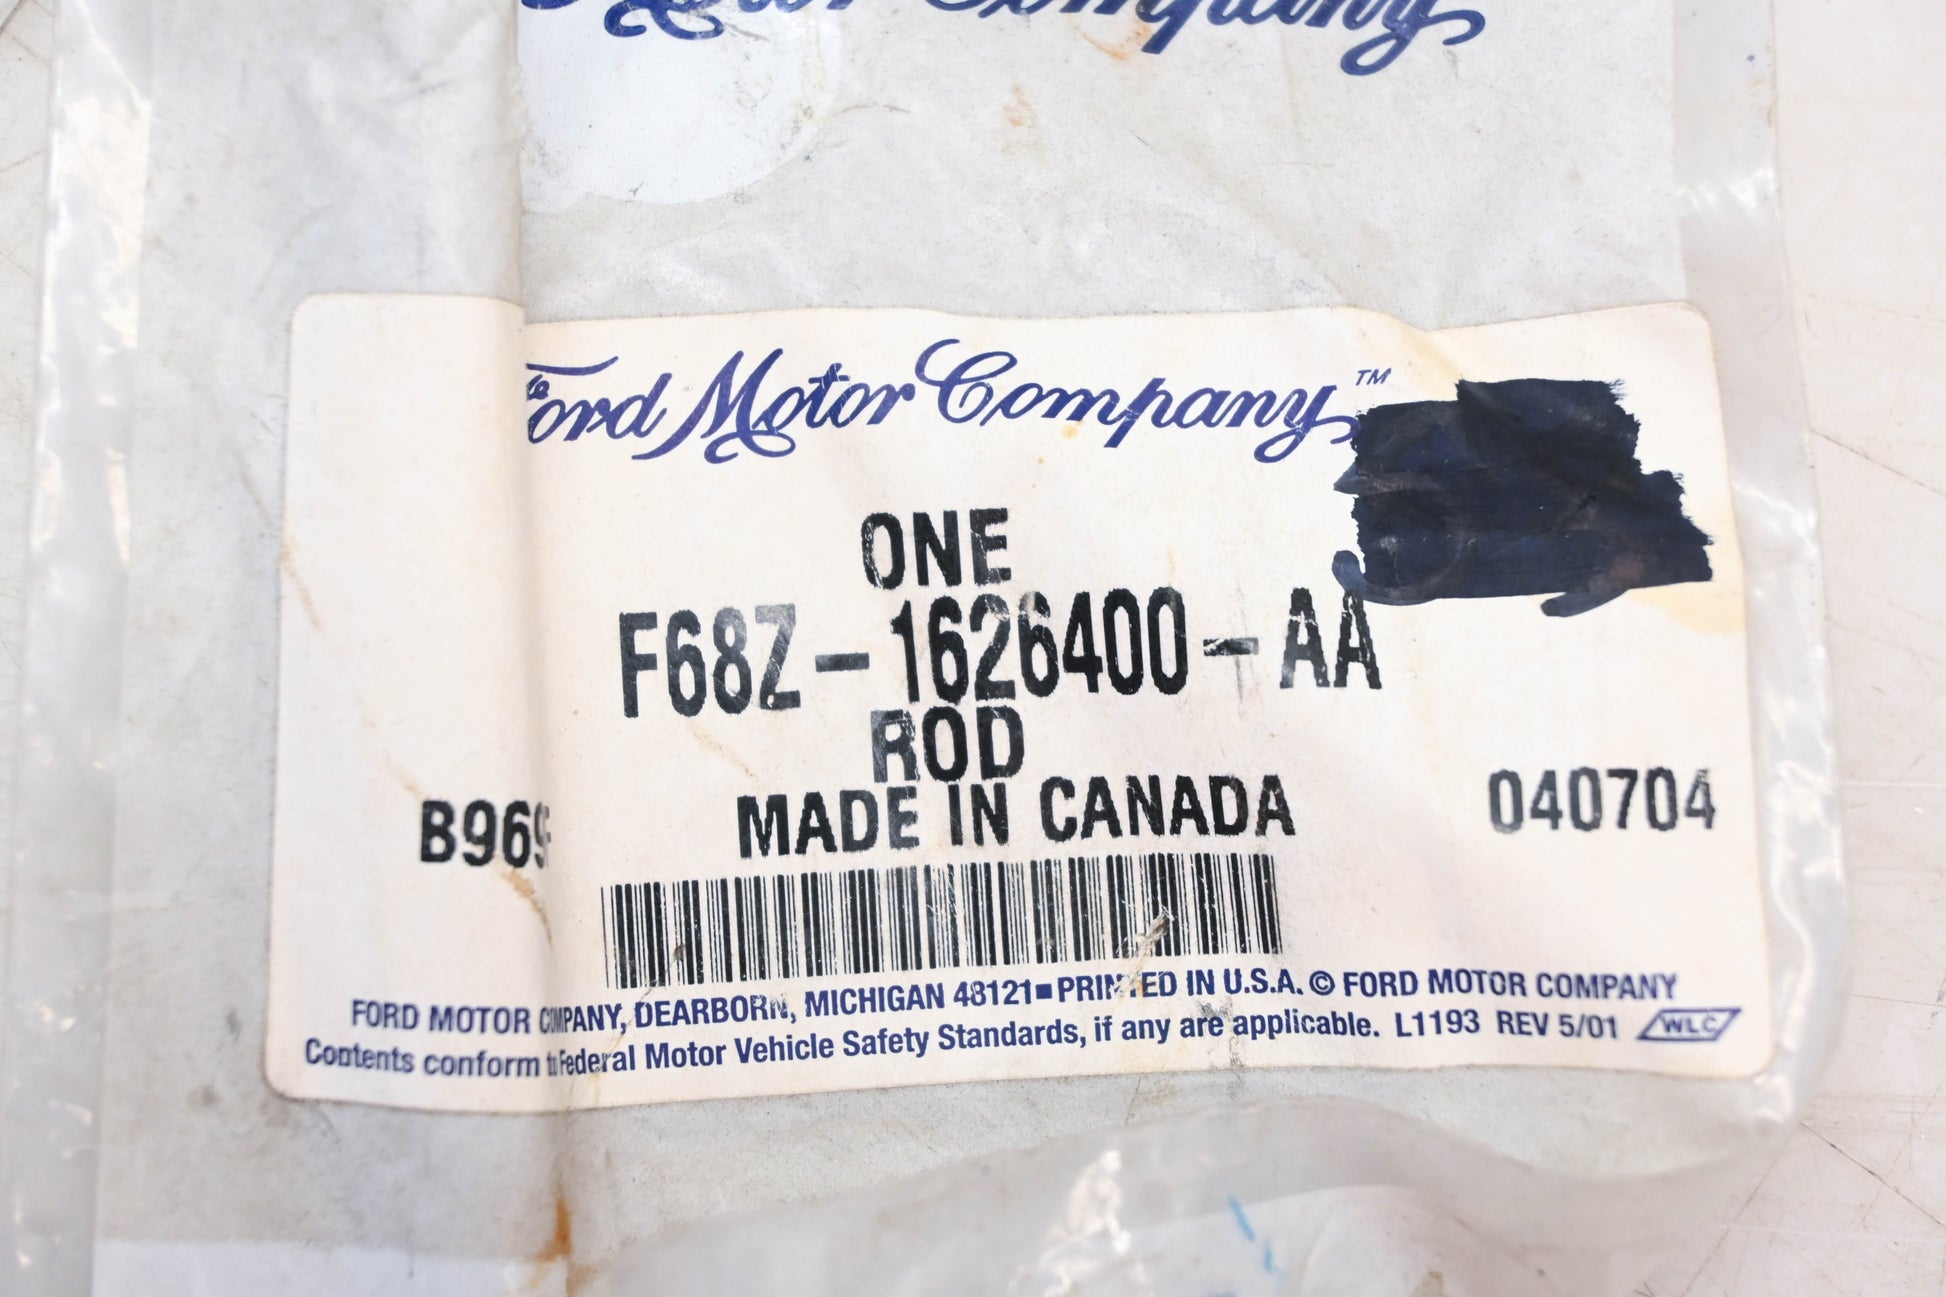 Motor Company
Ford Motor Company™
ONE
F68Z-1626400-AA
ROD
MADE IN CANADA
B969 040704
FORD MOTOR COMPANY, DEARBORN, MICHIGAN 48121■PRINTED IN U.S.A. © FORD MOTOR COMPANY
Contents conform to Federal Motor Vehicle Safety Standards, if any are applicable. L1193 REV 5/01 WLC